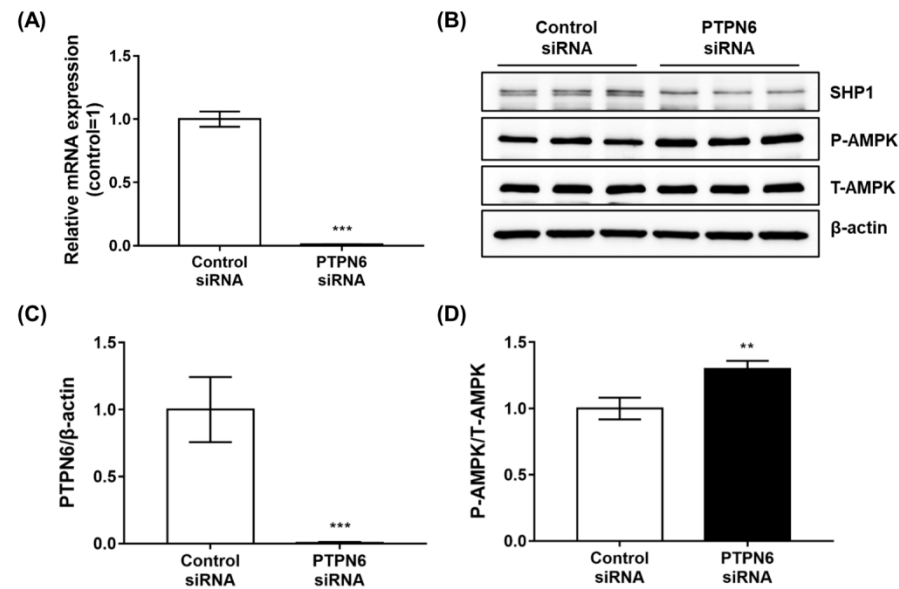 (A)
Relative mRNA expression
(control=1)
1.5
1.0
0.5
0.0
***
Control
siRNA
PTPN6
siRNA
(B)
Control
siRNA
PTPN6
siRNA
SHP1
P-AMPK
T-AMPK
β-actin
(C)
PTPN6/β-actin
1.5
1.0
0.5
0.0
***
Control
siRNA
PTPN6
siRNA
(D)
P-AMPK/T-AMPK
1.5
1.0
0.5
0.0
**
Control
siRNA
PTPN6
siRNA